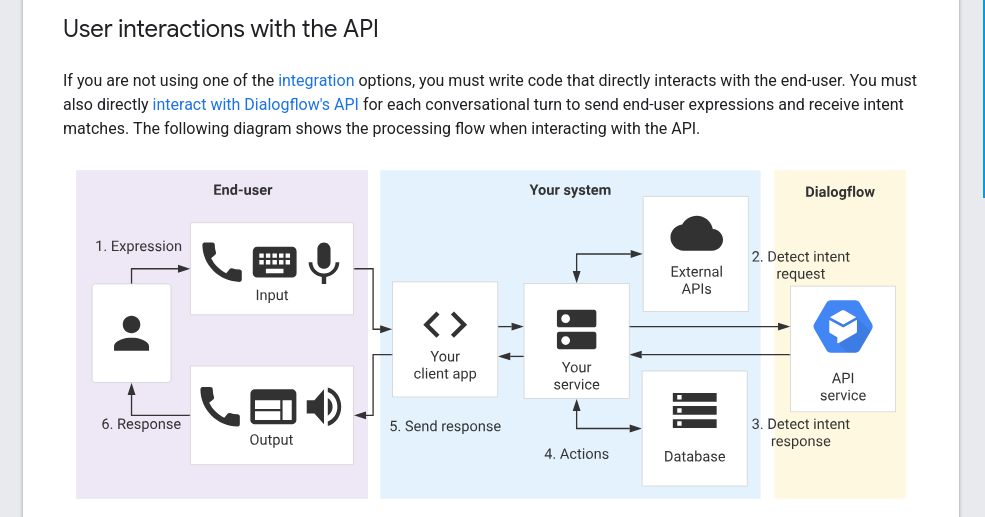 User interactions with the API
If you are not using one of the integration options, you must write code that directly interacts with the end-user. You must
also directly interact with Dialogflow's API for each conversational turn to send end-user expressions and receive intent
matches. The following diagram shows the processing flow when interacting with the API.
End-user
Your system
Dialogflow
1. Expression
Input
External
APIs
2. Detect intent
request
Your
client app
Your
service
API
service
6. Response
Output
5. Send response
4. Actions
Database
3. Detect intent
response